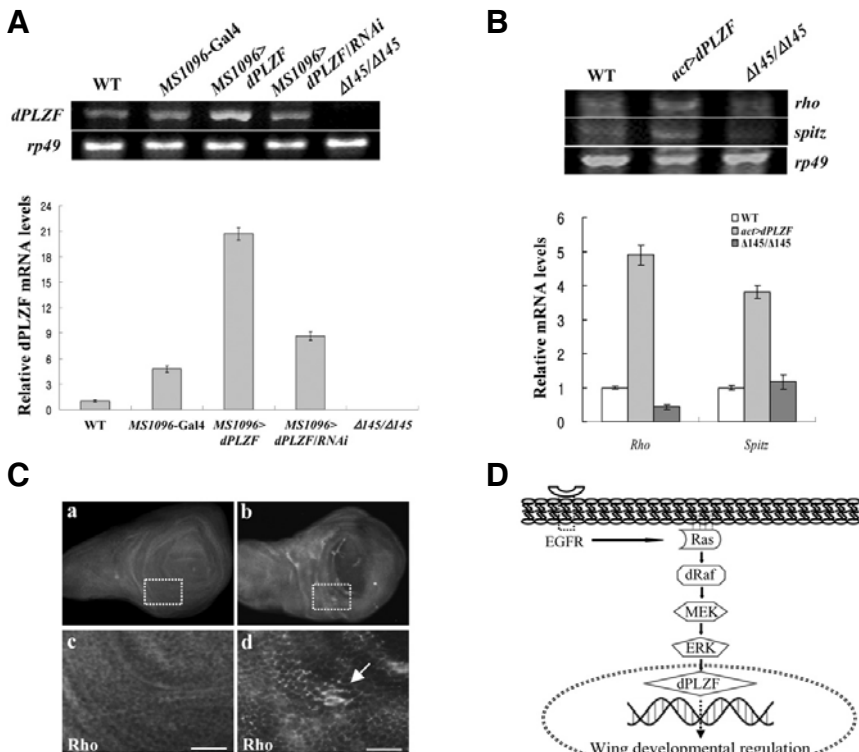 A
WT
MS1096-Gal4
MS1096>
dPLZF
MS1096>
dPLZF/RNAi
Δ145/Δ145
dPLZF
rp49
Relative dPLZF mRNA levels
24
21
18
15
12
9
6
3
0
WT
MS1096-Gal4
MS1096>
dPLZF
MS1096>
dPLZF/RNAi
Δ145/Δ145
B
WT
act>dPLZF
Δ145/Δ145
rho
spitz
rp49
Relative mRNA levels
6
5
4
3
2
1
0
WT
act>dPLZF
Δ145/Δ145
Rho
Spitz
C
a
b
c
d
Rho
Rho
D
EGFR
Ras
dRaf
MEK
ERK
dPLZF
Wing developmental regulation